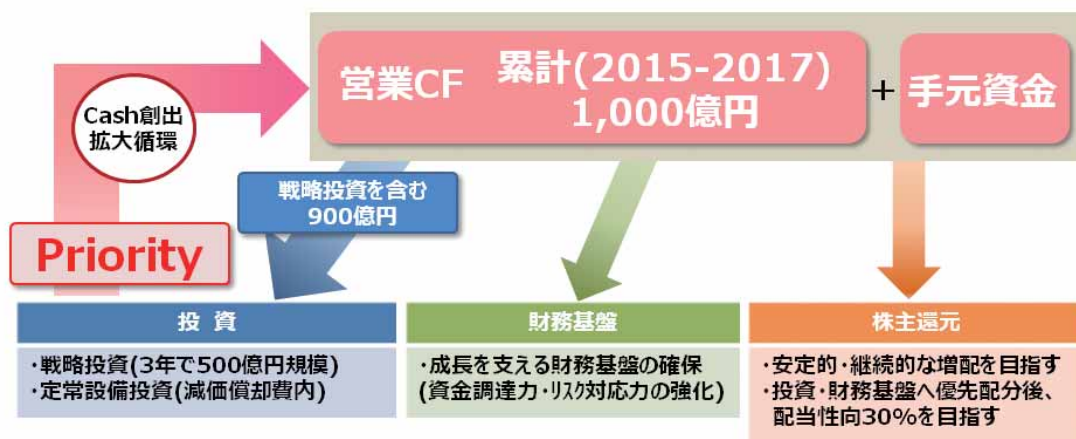 営業CF 累計(2015-2017)
1,000億円
+
手元資金
Cash創出
拡大循環
戦略投資を含む
900億円
Priority
投 資
・戦略投資(3年で500億円規模)
・定常設備投資(減価償却費内)
財務基盤
・成長を支える財務基盤の確保
(資金調達力・ﾘｽｸ対応力の強化)
株主還元
・安定的・継続的な増配を目指す
・投資・財務基盤へ優先配分後、
配当性向30%を目指す